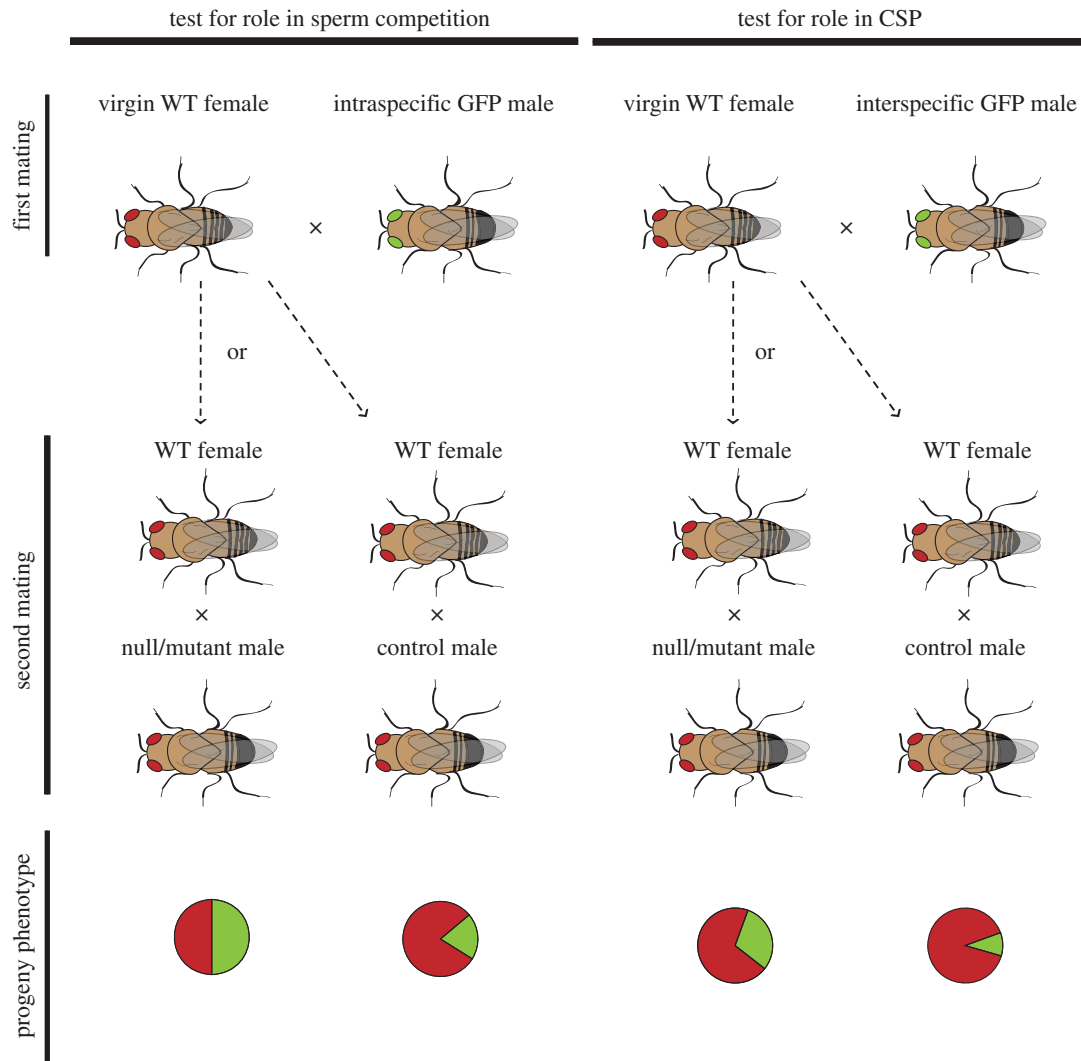 test for role in sperm competition
test for role in CSP
first mating
virgin WT female
intraspecific GFP male
virgin WT female
interspecific GFP male
×
×
or
or
second mating
WT female
WT female
WT female
WT female
×
×
×
×
null/mutant male
control male
null/mutant male
control male
progeny phenotype